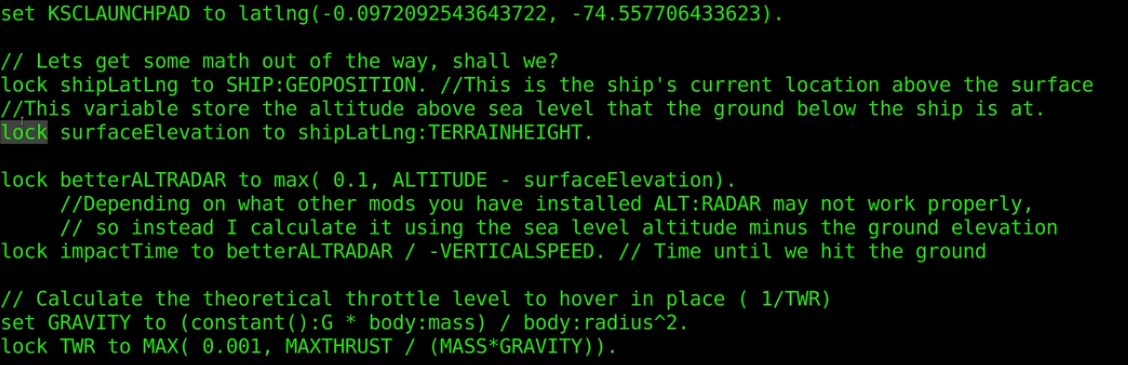 set KSCLAUNCHPAD to latlng(-0.0972092543643722, -74.557706433623).
// Lets get some math out of the way, shall we?
lock shipLatLng to SHIP:GEOPOSITION. //This is the ship's current location above the surface
//This variable store the altitude above sea level that the ground below the ship is at.
lock surfaceElevation to shipLatLng:TERRAINHEIGHT.
lock betterALTRADAR to max( 0.1, ALTITUDE - surfaceElevation).
//Depending on what other mods you have installed ALT:RADAR may not work properly,
// so instead I calculate it using the sea level altitude minus the ground elevation
lock impactTime to betterALTRADAR / -VERTICALSPEED. // Time until we hit the ground
// Calculate the theoretical throttle level to hover in place ( 1/TWR)
set GRAVITY to (constant():G * body:mass) / body:radius^2.
lock TWR to MAX( 0.001, MAXTHRUST / (MASS*GRAVITY)).